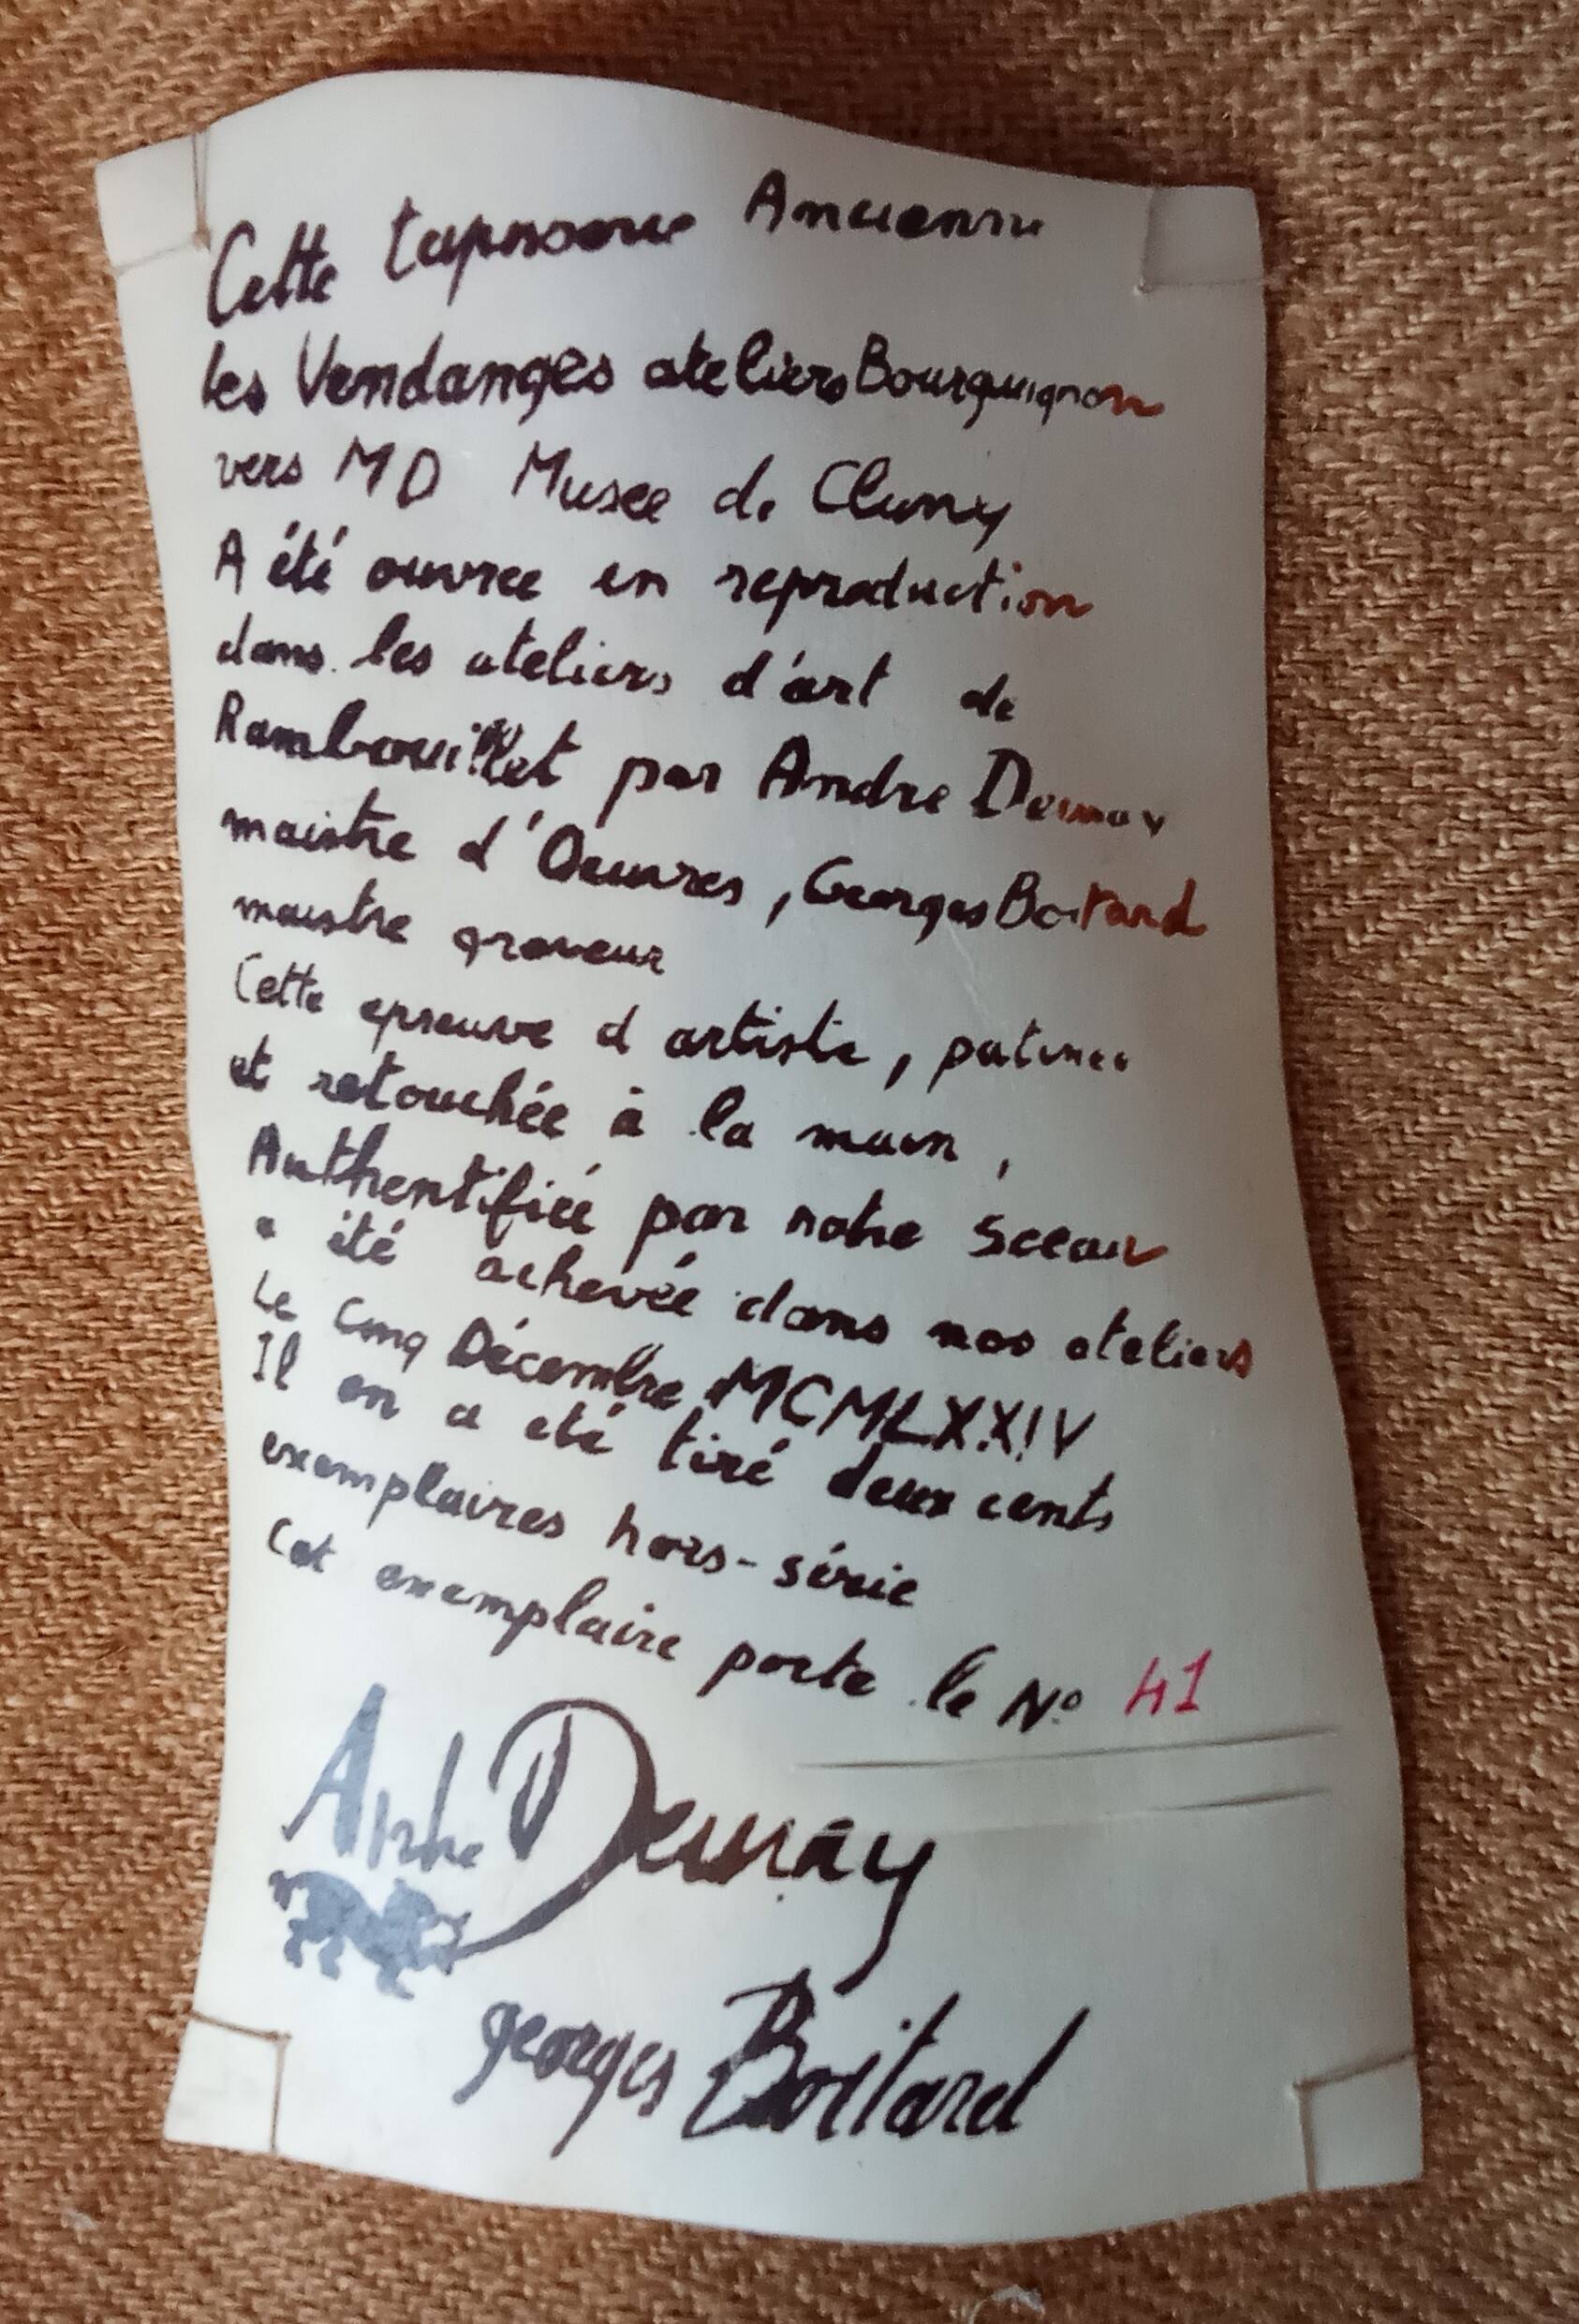 Cette tapisserie Ancienne
les Vendanges ateliers Bourguignon
vers MD Musee de Cluny
A été ouvree en reproduction
dans les ateliers d'art de
Rambouillet par Andre Demay
maistre d'Oeuvres, Georges Boitard
maistre graveur
Cette epreuve d artiste, patinee
et retouchée à la main,
Authentifiée par notre Sceau
a été achevée dans nos ateliers
Le Cinq Décembre MCMLXXIV
Il en a eté tiré deux cents
exemplaires hors-série
Cet exemplaire porte le N° 41
Andre Demay
georges Boitard